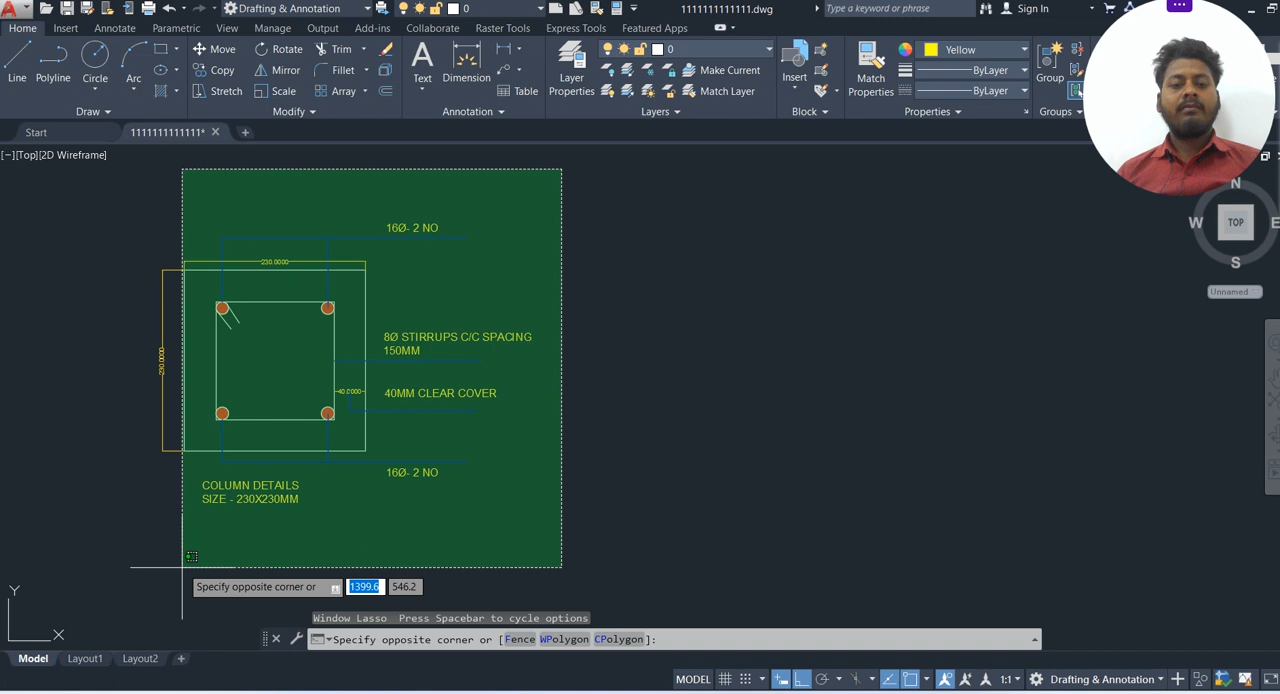 Drafting & Annotation
0
1111111111111.dwg
Type a keyword or phrase
Sign In
Home
Insert
Annotate
Parametric
View
Manage
Output
Add-ins
Collaborate
Raster Tools
Express Tools
Featured Apps
Line
Polyline
Circle
Arc
Draw
Move
Rotate
Trim
Copy
Mirror
Fillet
Stretch
Scale
Array
Modify
Text
Dimension
Table
Annotation
Layer
Properties
0
Make Current
Match Layer
Layers
Insert
Block
Match
Properties
Yellow
ByLayer
ByLayer
Properties
Group
Groups
Start
1111111111111*
[−][Top][2D Wireframe]
N
W
TOP
E
S
Unnamed
16Ø- 2 NO
230.0000
230.0000
8Ø STIRRUPS C/C SPACING
150MM
40.0000
40MM CLEAR COVER
16Ø- 2 NO
COLUMN DETAILS
SIZE - 230X230MM
Specify opposite corner or
1399.6
546.2
Window Lasso Press Spacebar to cycle options
Specify opposite corner or [Fence WPolygon CPolygon]:
Y
X
Model
Layout1
Layout2
MODEL
1:1
Drafting & Annotation